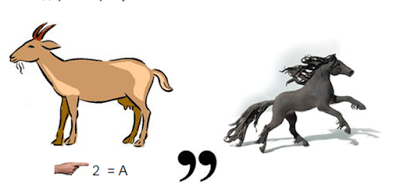 2 = A ,,